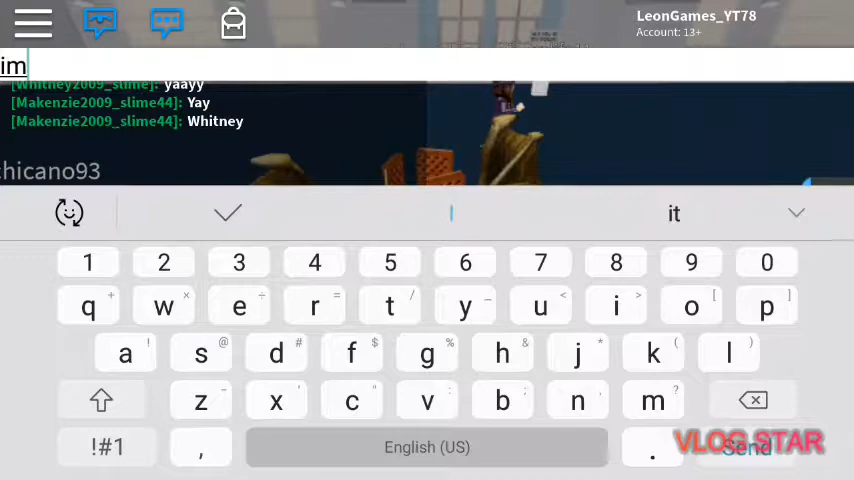 LeonGames_YT78
Account: 13+
im
[Whitney2009_slime]: yaayy
[Makenzie2009_slime44]: Yay
[Makenzie2009_slime44]: Whitney
chicano93
I it
1 2 3 4 5 6 7 8 9 0
q + w × e ÷ r = t / y _ u < i > o [ p ]
a ! s @ d # f $ g % h & j * k ( l )
z - x ' c " v : b ; n , m ?
!#1 , English (US) . Send
VLOG STAR